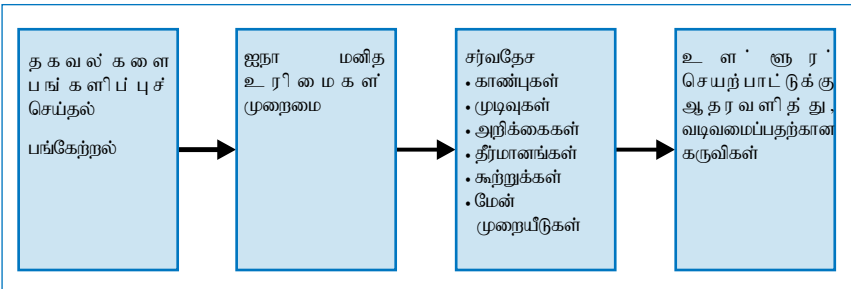 தகவல்களை
பங்களிப்புச்
செய்தல்
பங்கேற்றல்
ஐநா மனித
உரிமைகள்
முறைமை
சர்வதேச
• காண்புகள்
• முடிவுகள்
• அறிக்கைகள்
• தீர்மானங்கள்
• கூற்றுக்கள்
• மேன்
முறையீடுகள்
உள்ளூர்
செயற்பாட்டுக்கு
ஆதரவளித்து,
வடிவமைப்பதற்கான
கருவிகள்